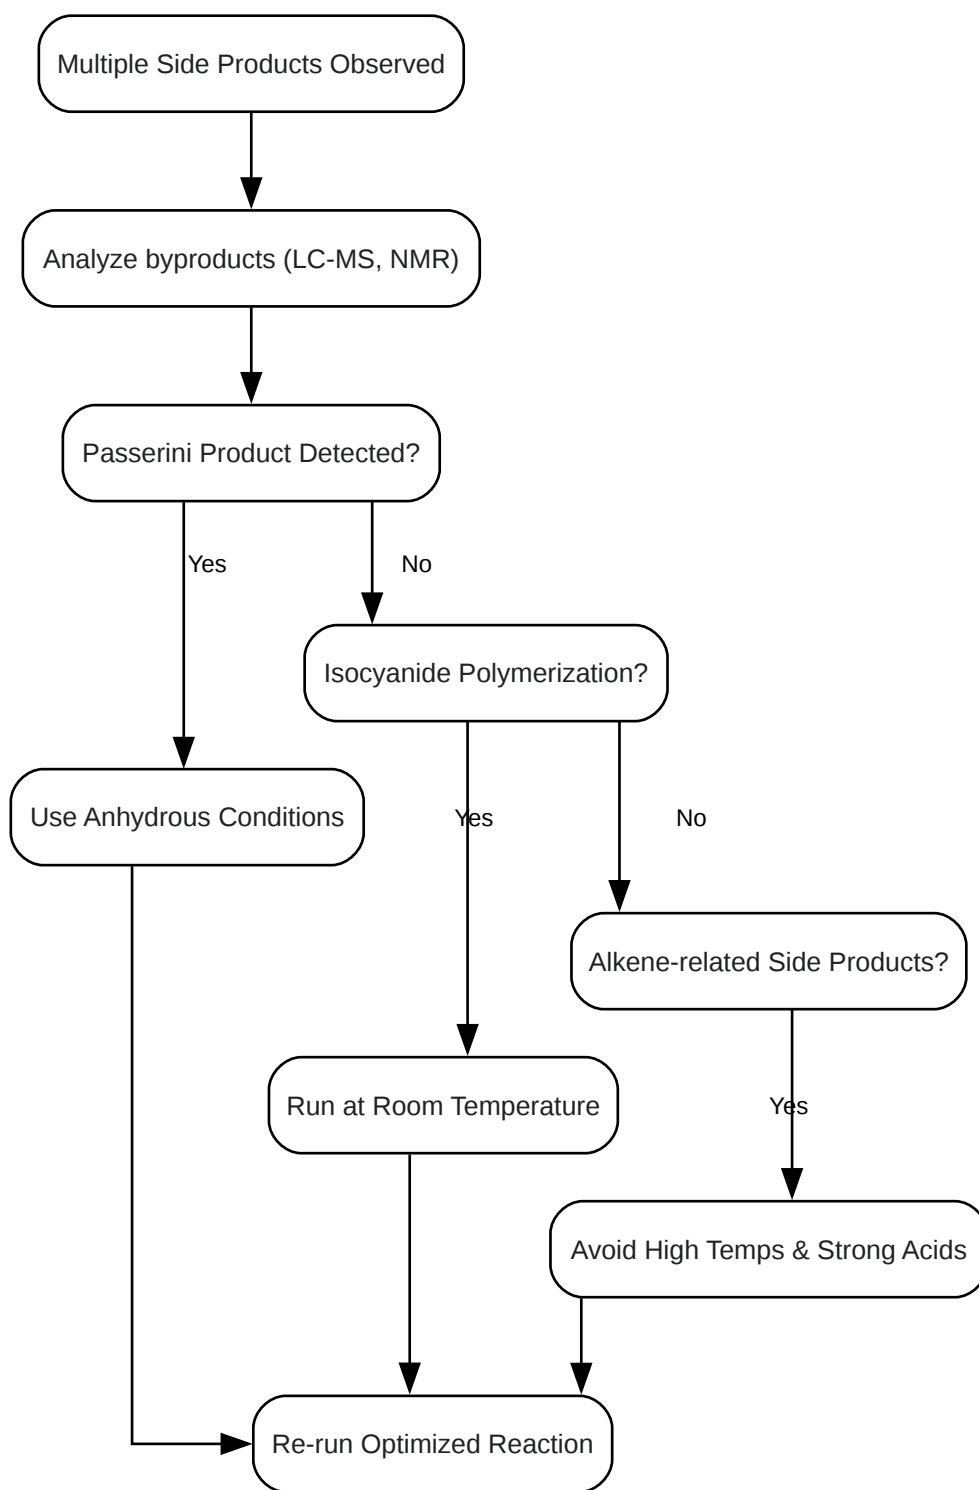 Multiple Side Products Observed
Analyze byproducts (LC-MS, NMR)
Passerini Product Detected?
Yes
No
Isocyanide Polymerization?
Use Anhydrous Conditions
Yes
No
Alkene-related Side Products?
Run at Room Temperature
Yes
Avoid High Temps & Strong Acids
Re-run Optimized Reaction